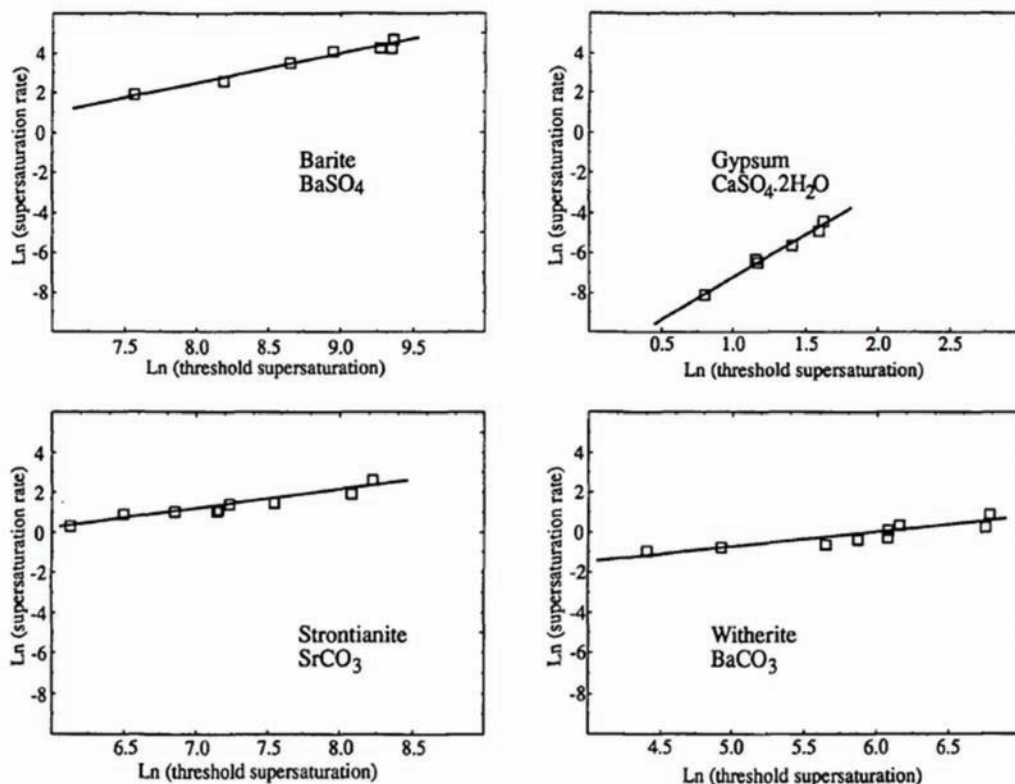 Ln (supersaturation rate)
4
2
0
-2
-4
-6
-8
Barite
BaSO4
7.5 8.0 8.5 9.0 9.5
Ln (threshold supersaturation)
Ln (supersaturation rate)
4
2
0
-2
-4
-6
-8
Gypsum
CaSO4.2H2O
0.5 1.0 1.5 2.0 2.5
Ln (threshold supersaturation)
Ln (supersaturation rate)
4
2
0
-2
-4
-6
-8
Strontianite
SrCO3
6.5 7.0 7.5 8.0 8.5
Ln (threshold supersaturation)
Ln (supersaturation rate)
4
2
0
-2
-4
-6
-8
Witherite
BaCO3
4.5 5.0 5.5 6.0 6.5
Ln (threshold supersaturation)